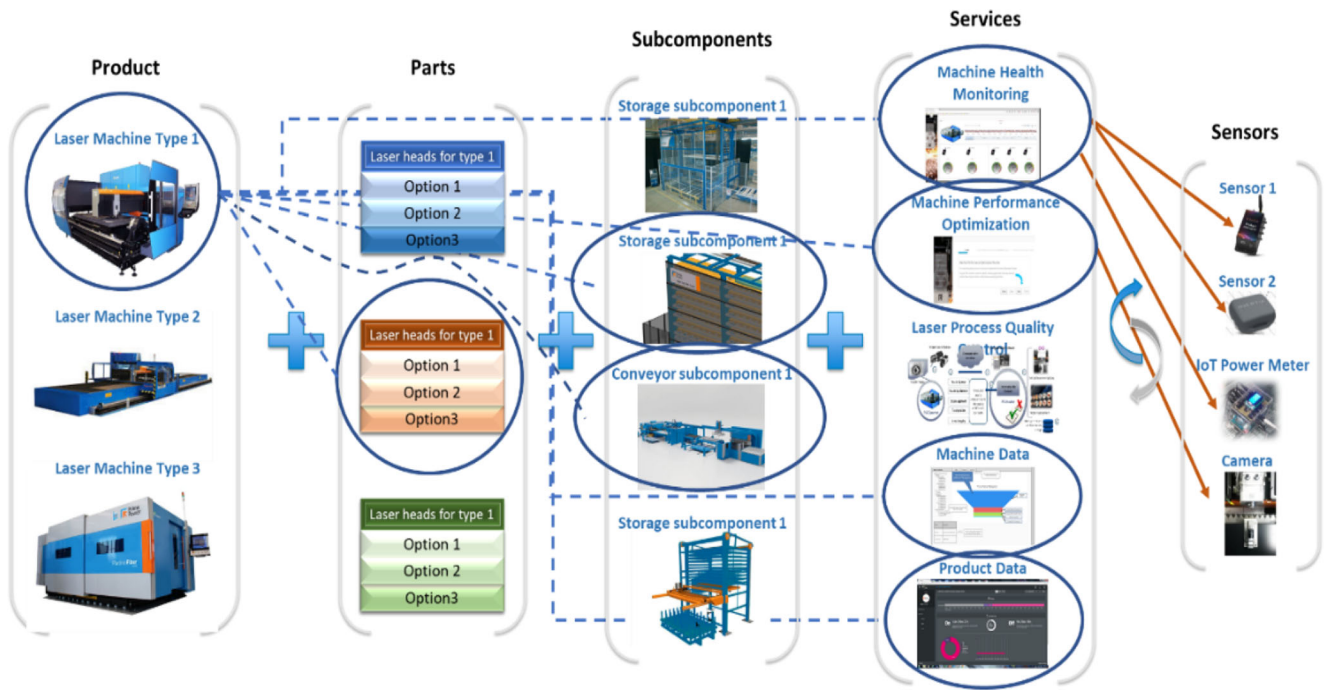 Product
Laser Machine Type 1
Laser Machine Type 2
Laser Machine Type 3
Parts
Laser heads for type 1
Option 1
Option 2
Option3
Laser heads for type 1
Option 1
Option 2
Option3
Laser heads for type 1
Option 1
Option 2
Option3
Subcomponents
Storage subcomponent 1
Storage subcomponent 1
Conveyor subcomponent 1
Storage subcomponent 1
Services
Machine Health
Monitoring
Machine Performance
Optimization
Laser Process Quality
Control
Machine Data
Product Data
Sensors
Sensor 1
Sensor 2
IoT Power Meter
Camera